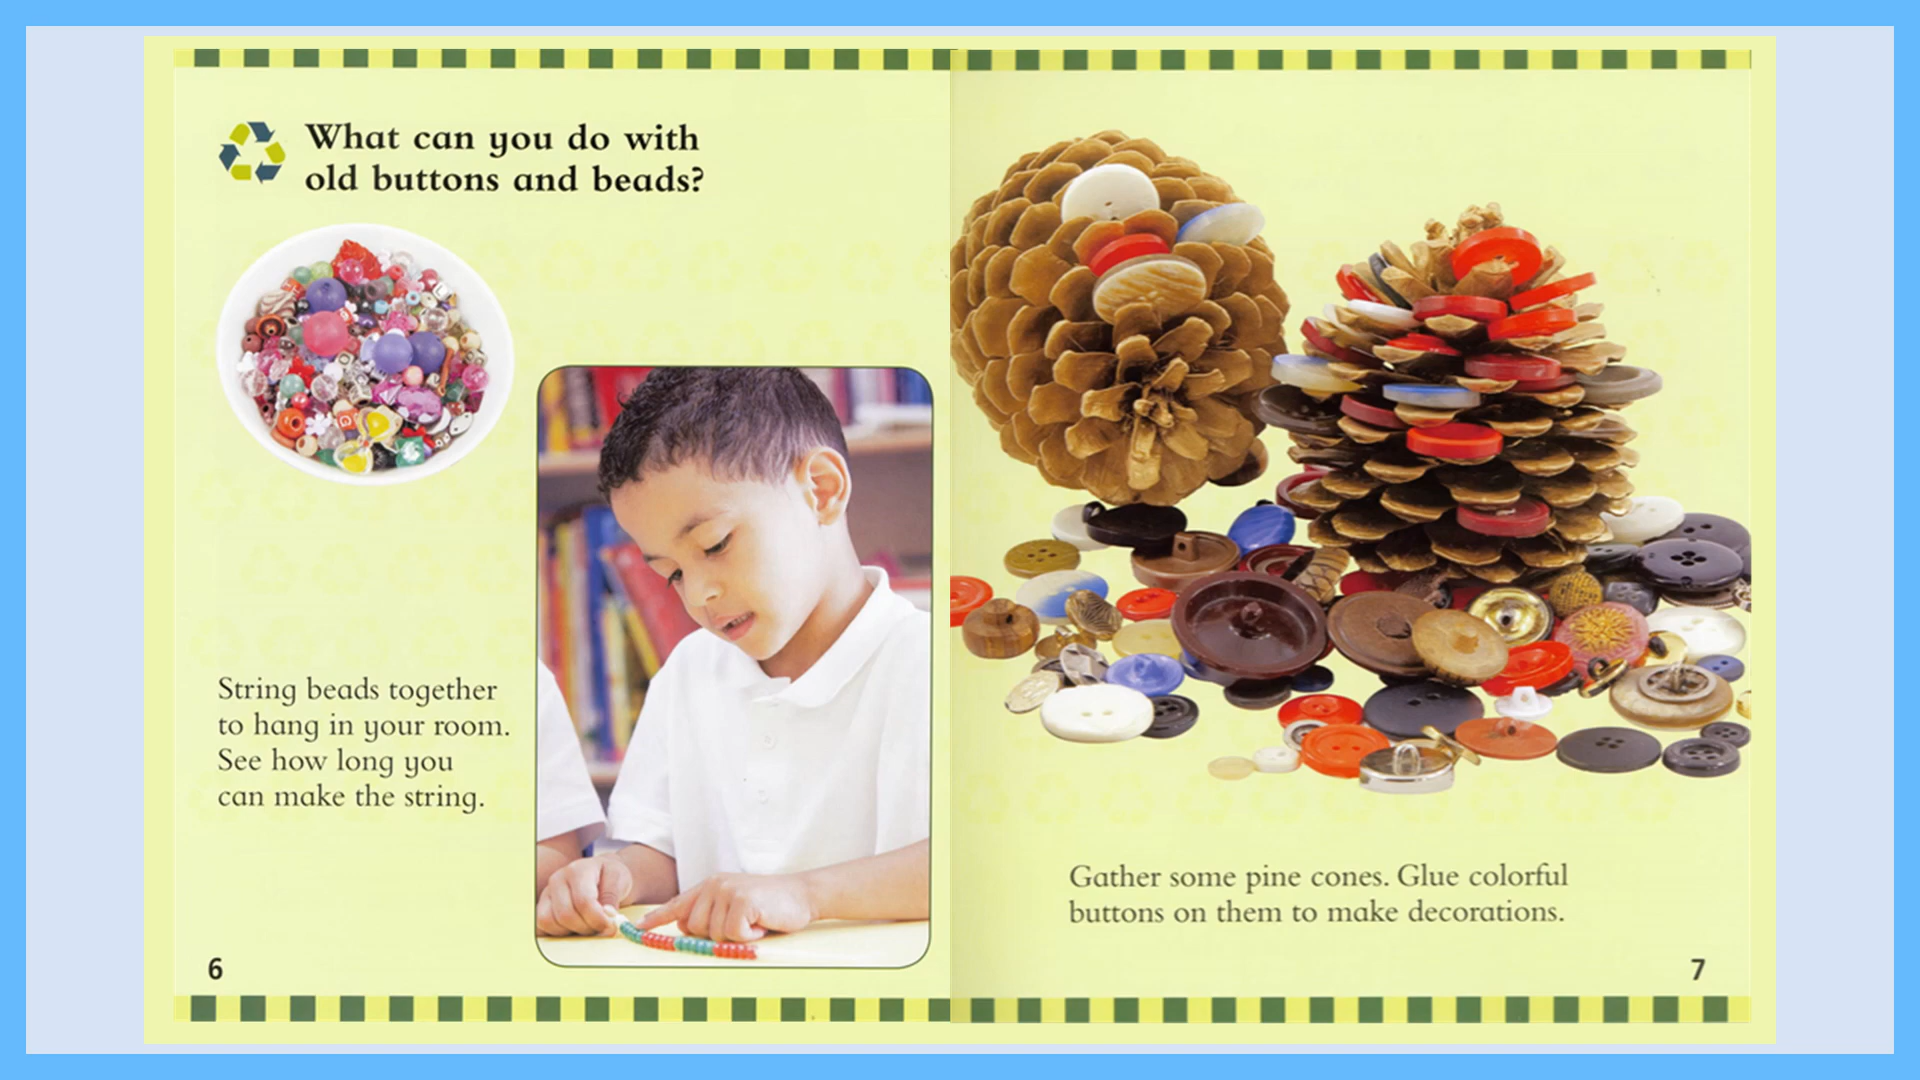 What can you do with
old buttons and beads?
String beads together
to hang in your room.
See how long you
can make the string.
6
Gather some pine cones. Glue colorful
buttons on them to make decorations.
7